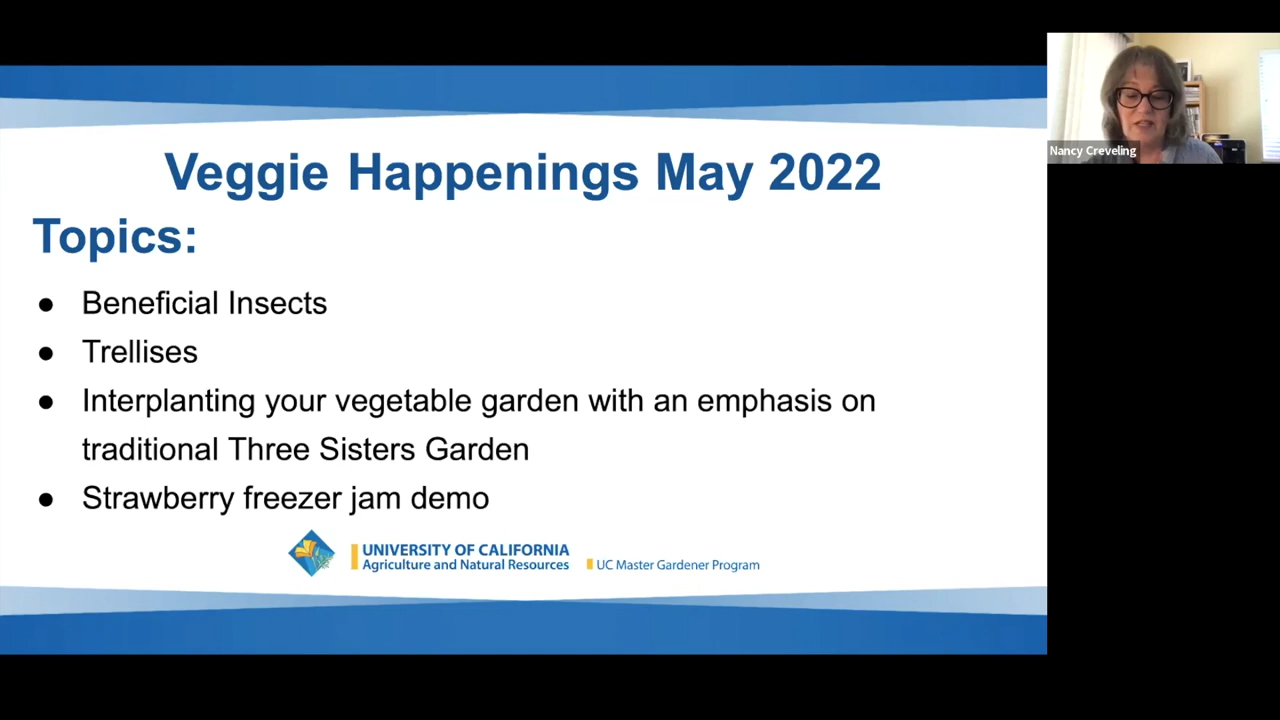 Veggie Happenings May 2022
Topics:
● Beneficial Insects
● Trellises
● Interplanting your vegetable garden with an emphasis on
traditional Three Sisters Garden
● Strawberry freezer jam demo
UNIVERSITY OF CALIFORNIA
Agriculture and Natural Resources
UC Master Gardener Program
Nancy Creveling